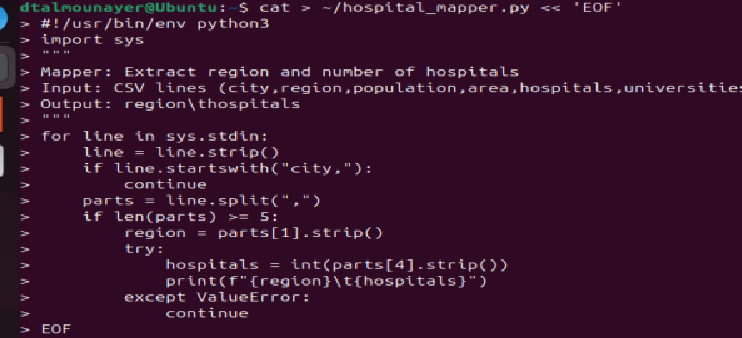 dtalmounayer@Ubuntu:~$ cat > ~/hospital_mapper.py << 'EOF'
> #!/usr/bin/env python3
> import sys
> """
> Mapper: Extract region and number of hospitals
> Input: CSV lines (city,region,population,area,hospitals,universities
> Output: region\thospitals
> """
> for line in sys.stdin:
>     line = line.strip()
>     if line.startswith("city,"):
>         continue
>     parts = line.split(",")
>     if len(parts) >= 5:
>         region = parts[1].strip()
>         try:
>             hospitals = int(parts[4].strip())
>             print(f"{region}\t{hospitals}")
>         except ValueError:
>             continue
> EOF